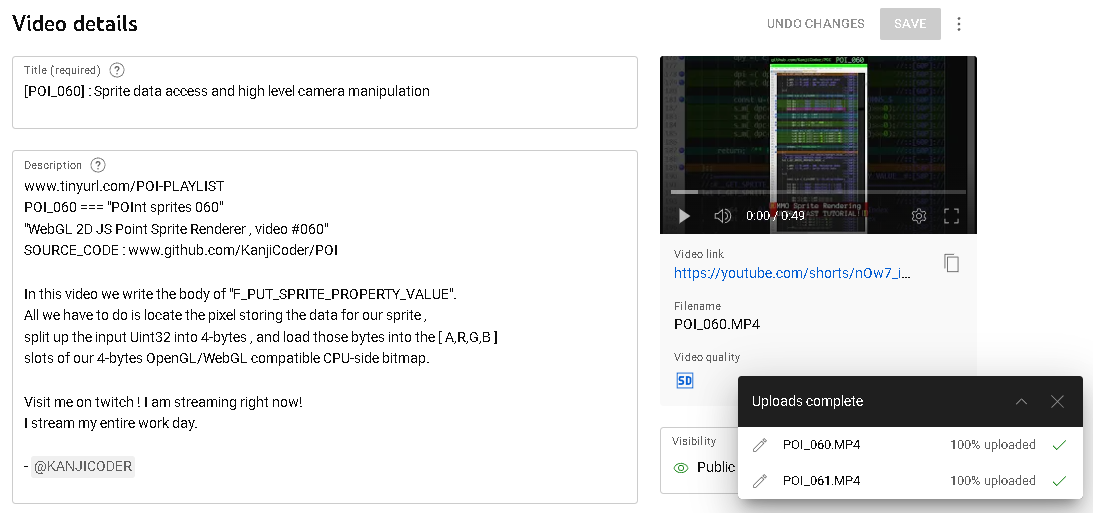 Video details
UNDO CHANGES
SAVE
Title (required)
[POI_060] : Sprite data access and high level camera manipulation
Description
www.tinyurl.com/POI-PLAYLIST
POI_060 === "POInt sprites 060"
"WebGL 2D JS Point Sprite Renderer , video #060"
SOURCE_CODE : www.github.com/KanjiCoder/POI
In this video we write the body of "F_PUT_SPRITE_PROPERTY_VALUE".
All we have to do is locate the pixel storing the data for our sprite ,
split up the input Uint32 into 4-bytes , and load those bytes into the [ A,R,G,B ]
slots of our 4-bytes OpenGL/WebGL compatible CPU-side bitmap.
Visit me on twitch ! I am streaming right now!
I stream my entire work day.
- @KANJICODER
POI_060
MMO Sprite Rendering
0:00 / 0:49
Video link
https://youtube.com/shorts/nOw7_i...
Filename
POI_060.MP4
Video quality
SD
Visibility
Public
Uploads complete
POI_060.MP4 100% uploaded
POI_061.MP4 100% uploaded